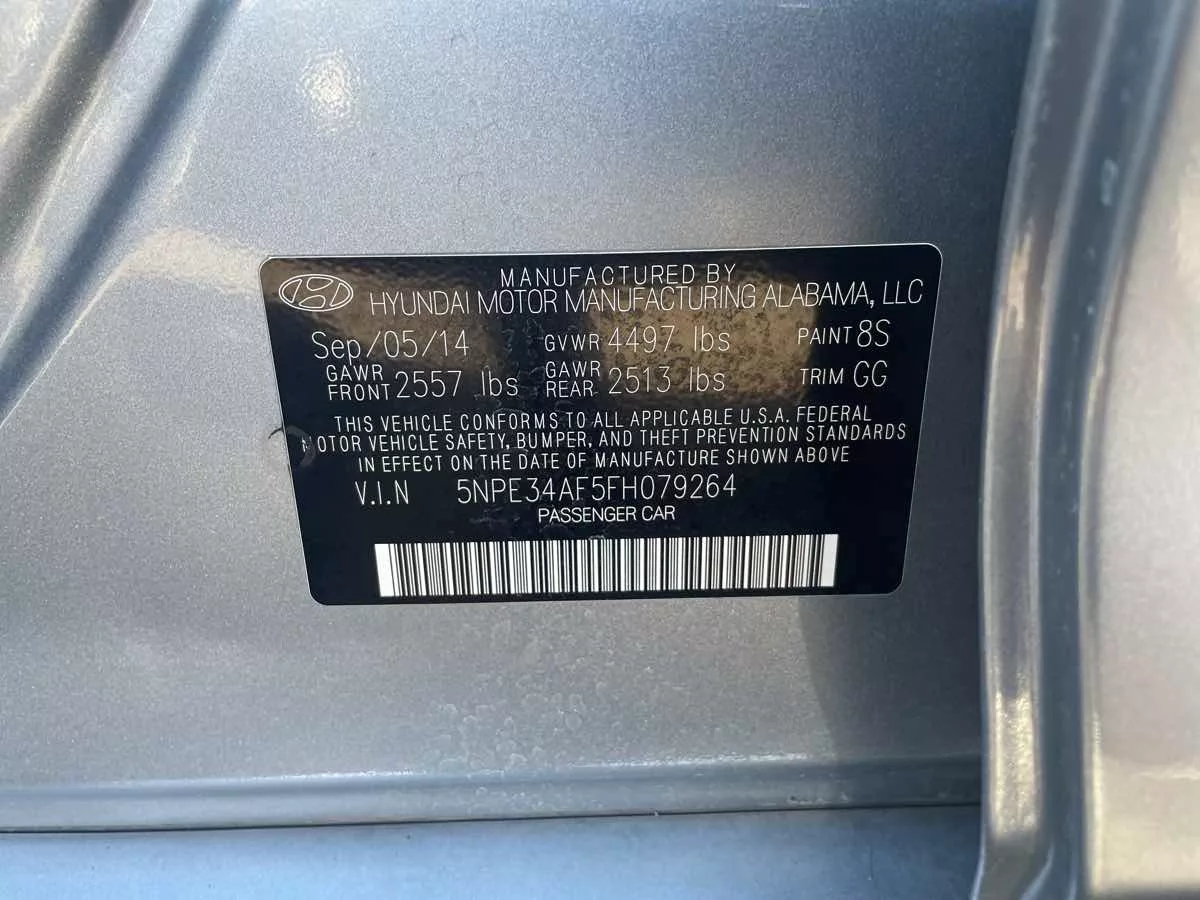 MANUFACTURED BY
HYUNDAI MOTOR MANUFACTURING ALABAMA, LLC
Sep/05/14 GVWR 4497 lbs PAINT 8S
GAWR FRONT 2557 lbs GAWR REAR 2513 lbs TRIM GG
THIS VEHICLE CONFORMS TO ALL APPLICABLE U.S.A. FEDERAL
MOTOR VEHICLE SAFETY, BUMPER, AND THEFT PREVENTION STANDARDS
IN EFFECT ON THE DATE OF MANUFACTURE SHOWN ABOVE
V.I.N 5NPE34AF5FH079264
PASSENGER CAR